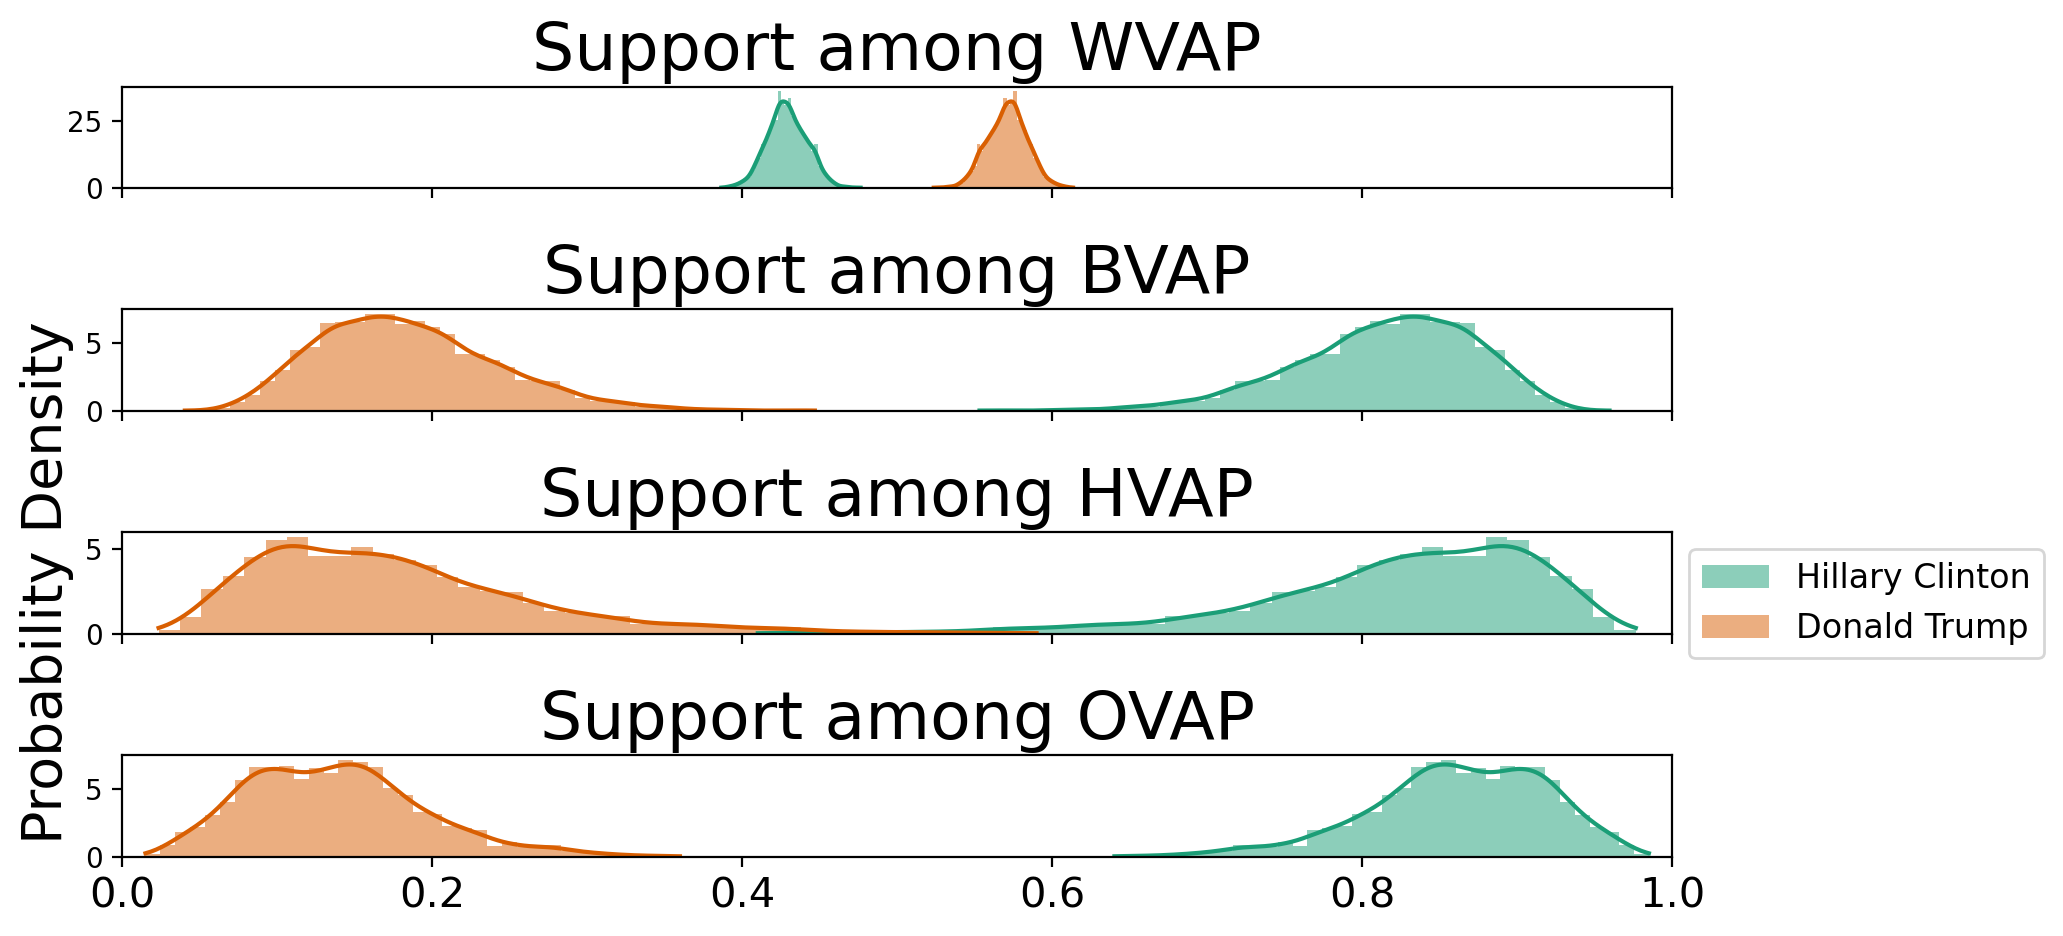 Support among WVAP
25
0
Support among BVAP
5
0
Support among HVAP
5
0
Support among OVAP
5
0
0.0 0.2 0.4 0.6 0.8 1.0
Probability Density
Hillary Clinton
Donald Trump